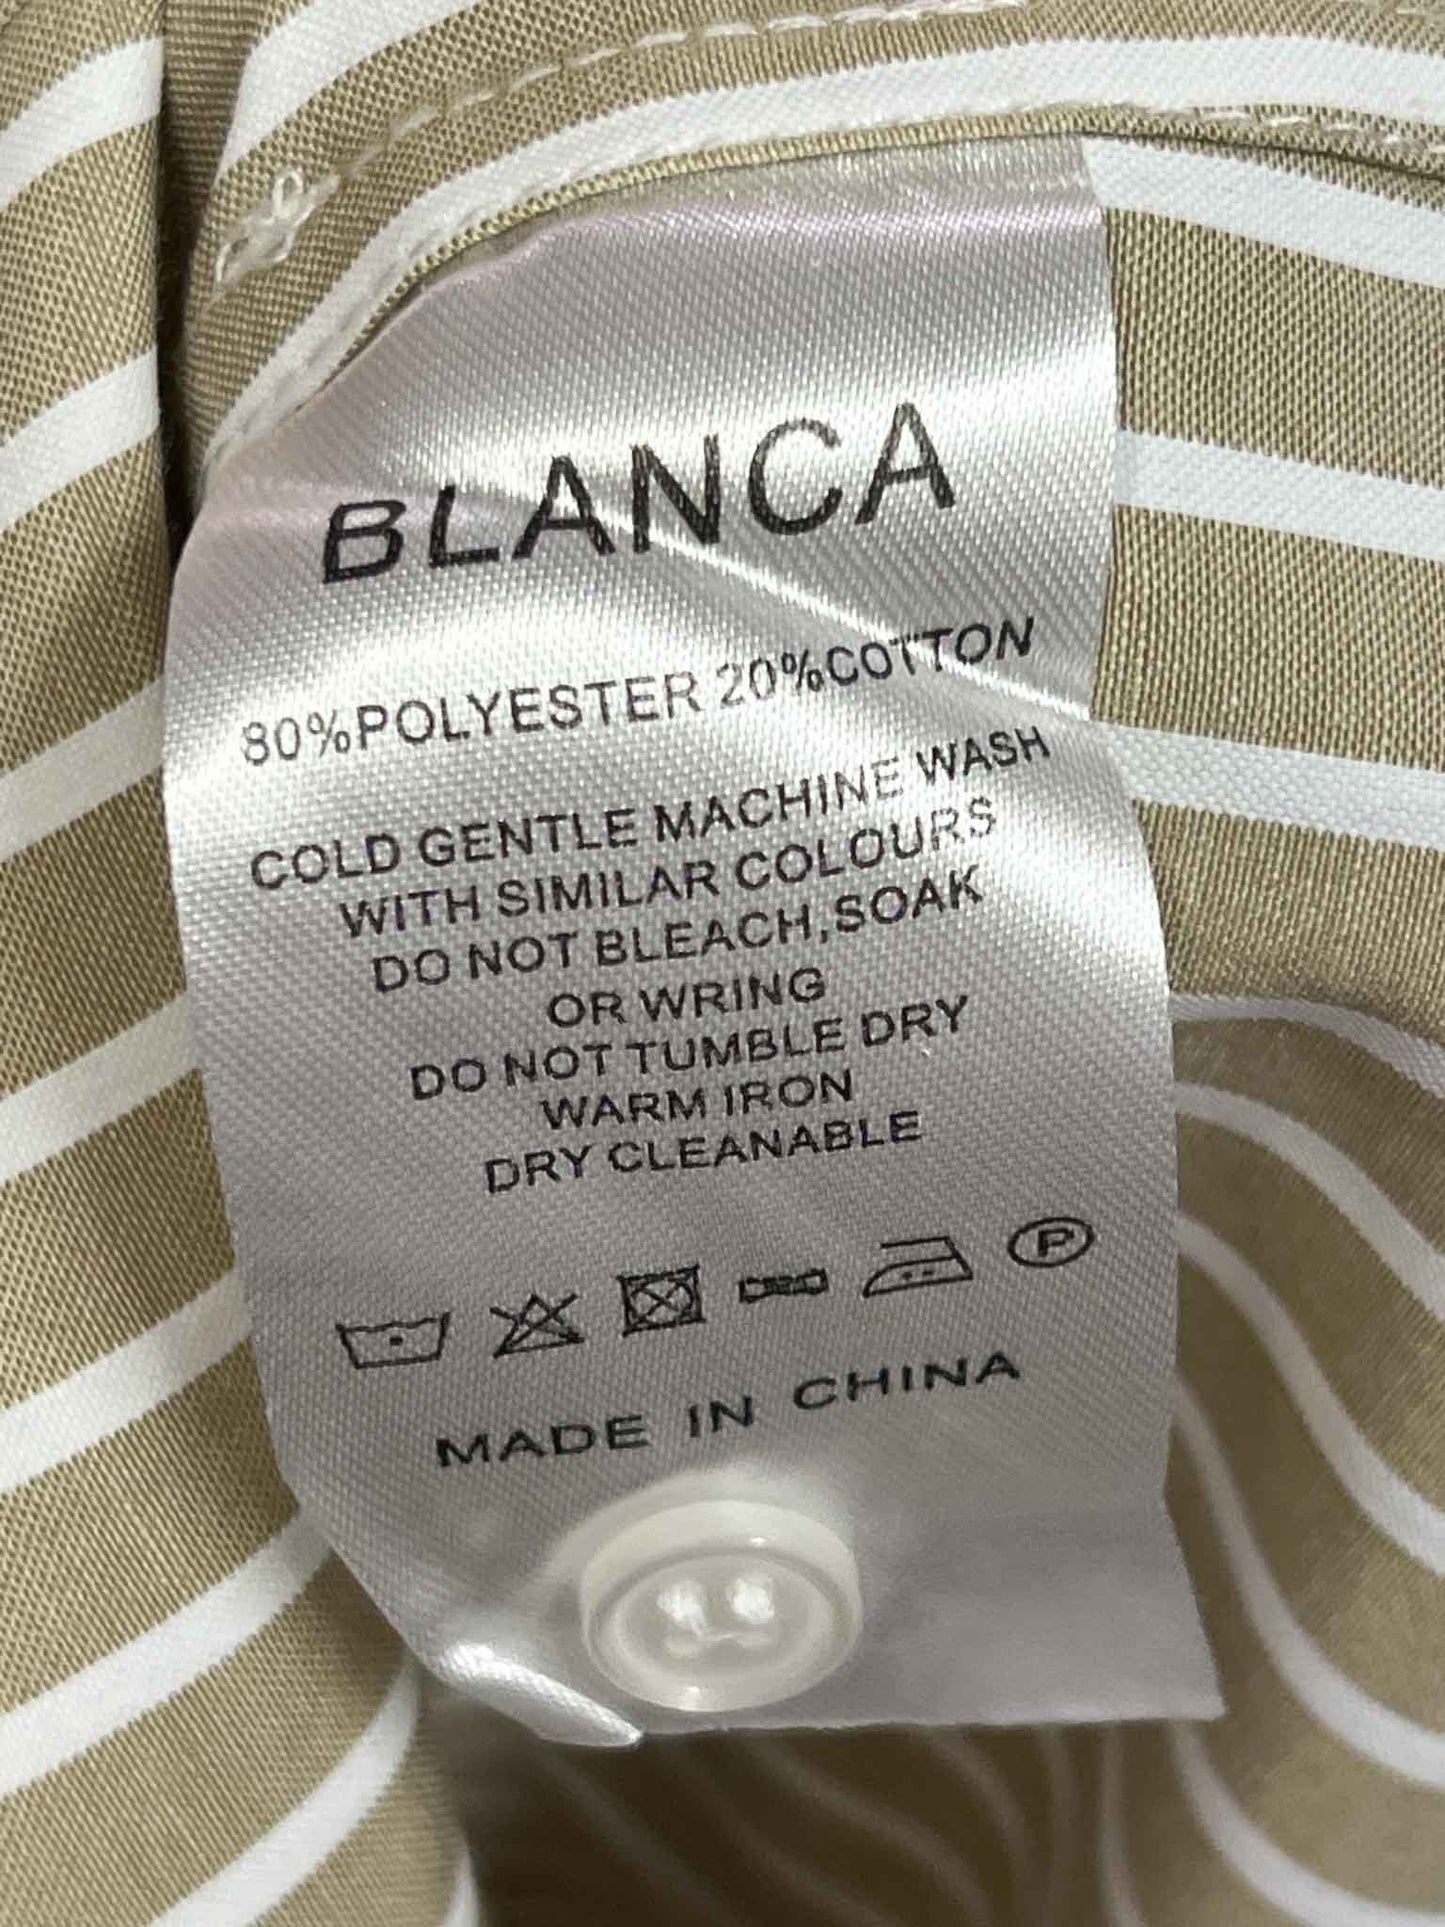 BLANCA
80%POLYESTER 20%COTTON
COLD GENTLE MACHINE WASH
WITH SIMILAR COLOURS
DO NOT BLEACH,SOAK
OR WRING
DO NOT TUMBLE DRY
WARM IRON
DRY CLEANABLE
P
MADE IN CHINA